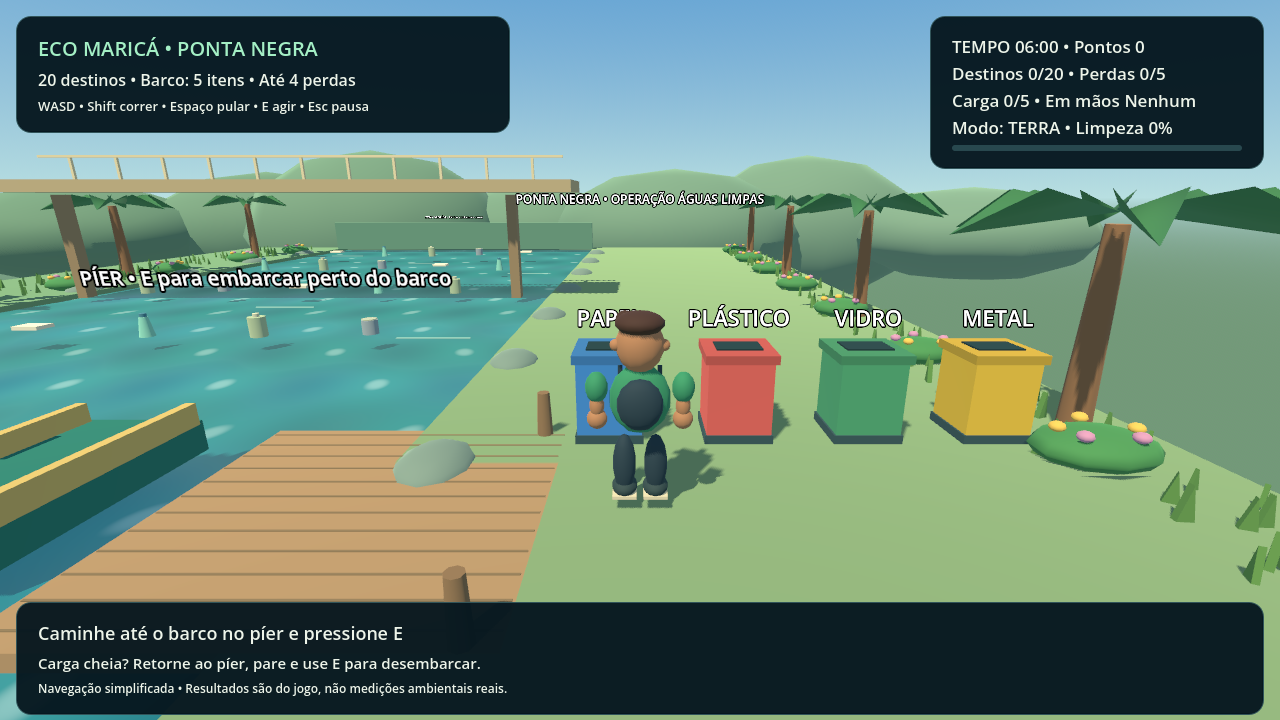 ECO MARICÁ • PONTA NEGRA
20 destinos • Barco: 5 itens • Até 4 perdas
WASD • Shift correr • Espaço pular • E agir • Esc pausa
TEMPO 06:00 • Pontos 0
Destinos 0/20 • Perdas 0/5
Carga 0/5 • Em mãos Nenhum
Modo: TERRA • Limpeza 0%
PONTA NEGRA • OPERAÇÃO ÁGUAS LIMPAS
PÍER • E para embarcar perto do barco
PLÁSTICO
VIDRO
METAL
Caminhe até o barco no píer e pressione E
Carga cheia? Retorne ao píer, pare e use E para desembarcar.
Navegação simplificada • Resultados são do jogo, não medições ambientais reais.